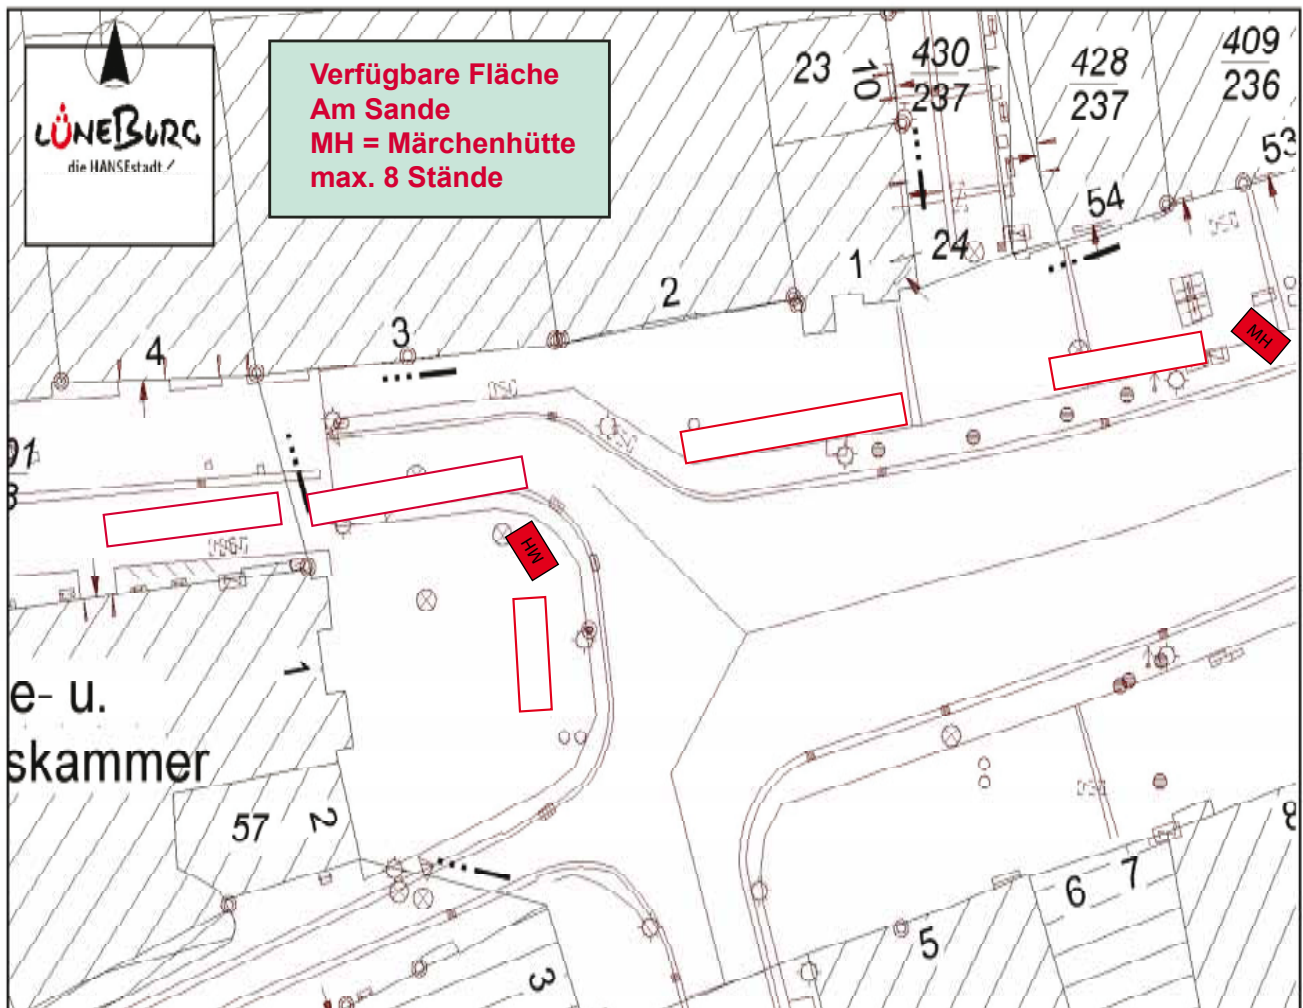 LÜNEBURG
die HANSEstadt
Verfügbare Fläche
Am Sande
MH = Märchenhütte
max. 8 Stände
23
10
430
237
428
237
409
236
53
54
24
1
2
3
4
MH
91
3
MH
1
e- u.
skammer
57
2
3
5
6
7
8